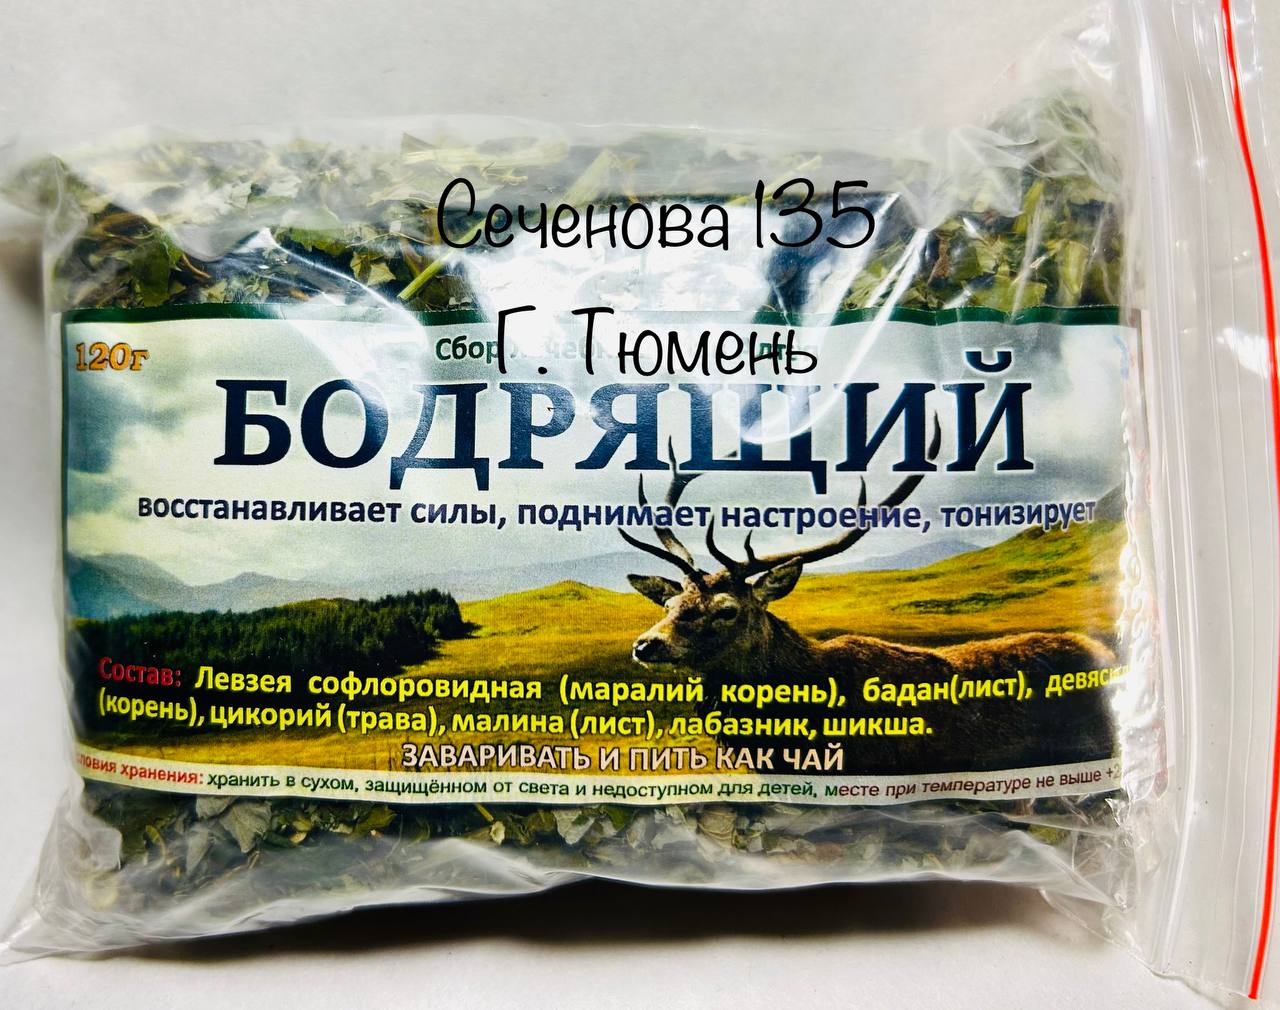 Сеченова 135
Г. Тюмень
120г
Сбор
БОДРЯЩИЙ
восстанавливает силы, поднимает настроение, тонизирует
Состав: Левзея софлоровидная (маралий корень), бадан(лист),
(корень), цикорий (трава), малина (лист), лабазник, шикша.
ЗАВАРИВАТЬ И ПИТЬ КАК ЧАЙ
хранения: хранить в сухом, защищённом от света и недоступном для детей, месте при температуре не выше